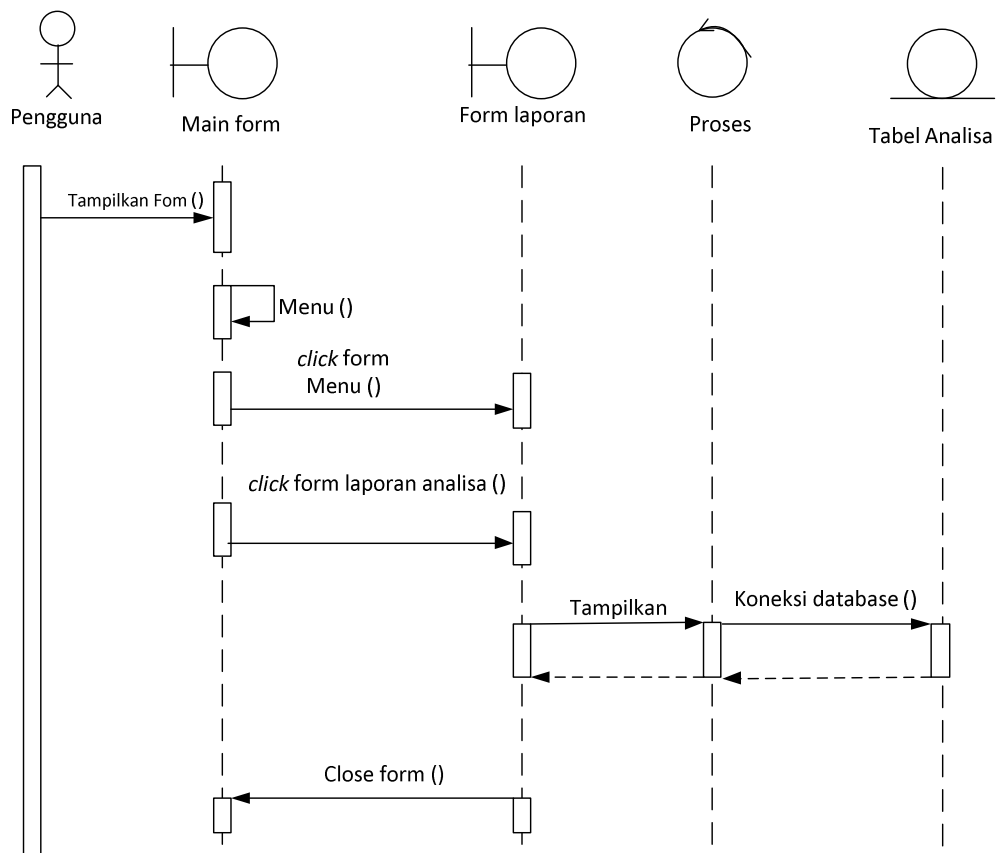 Pengguna
Main form
Form laporan
Proses
Tabel Analisa
Tampilkan Fom ()
Menu ()
click form
Menu ()
click form laporan analisa ()
Tampilkan
Koneksi database ()
Close form ()